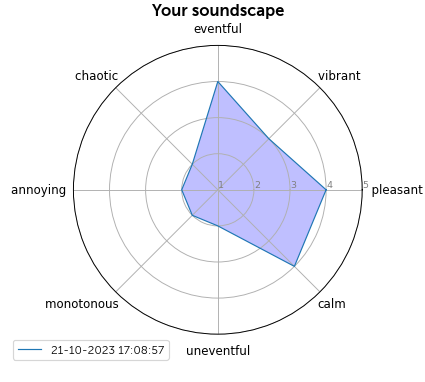 Your soundscape
eventful
chaotic
vibrant
annoying
1 2 3 4 5
pleasant
monotonous
calm
21-10-2023 17:08:57
uneventful